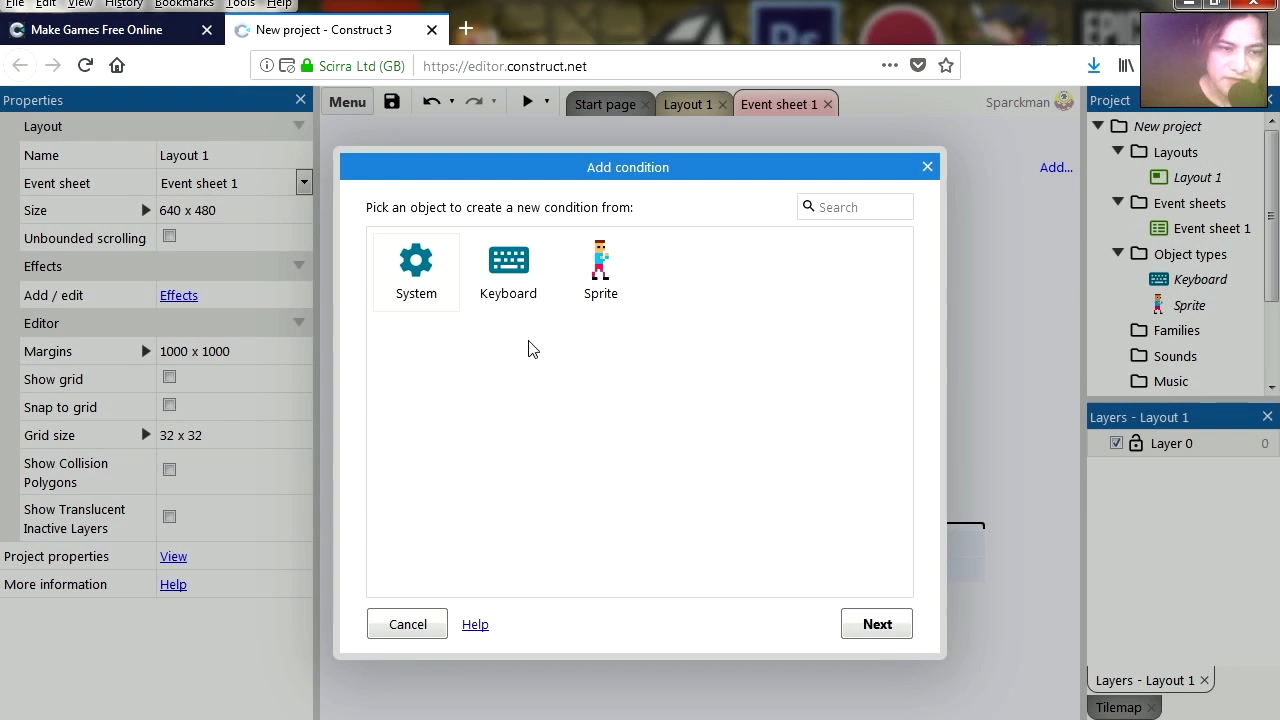 File Edit View History Bookmarks Tools Help
Make Games Free Online
New project - Construct 3
Scirra Ltd (GB)
https://editor.construct.net
Ps
EPIC
Properties
Layout
Name Layout 1
Event sheet Event sheet 1
Size 640 x 480
Unbounded scrolling
Effects
Add / edit Effects
Editor
Margins 1000 x 1000
Show grid
Snap to grid
Grid size 32 x 32
Show Collision
Polygons
Show Translucent
Inactive Layers
Project properties View
More information Help
Menu
Start page
Layout 1
Event sheet 1
Sparckman
Add...
Add condition
Pick an object to create a new condition from:
Search
System
Keyboard
Sprite
Cancel
Help
Next
Project
New project
Layouts
Layout 1
Event sheets
Event sheet 1
Object types
Keyboard
Sprite
Families
Sounds
Music
Layers - Layout 1
Layer 0 0
Layers - Layout 1
Tilemap